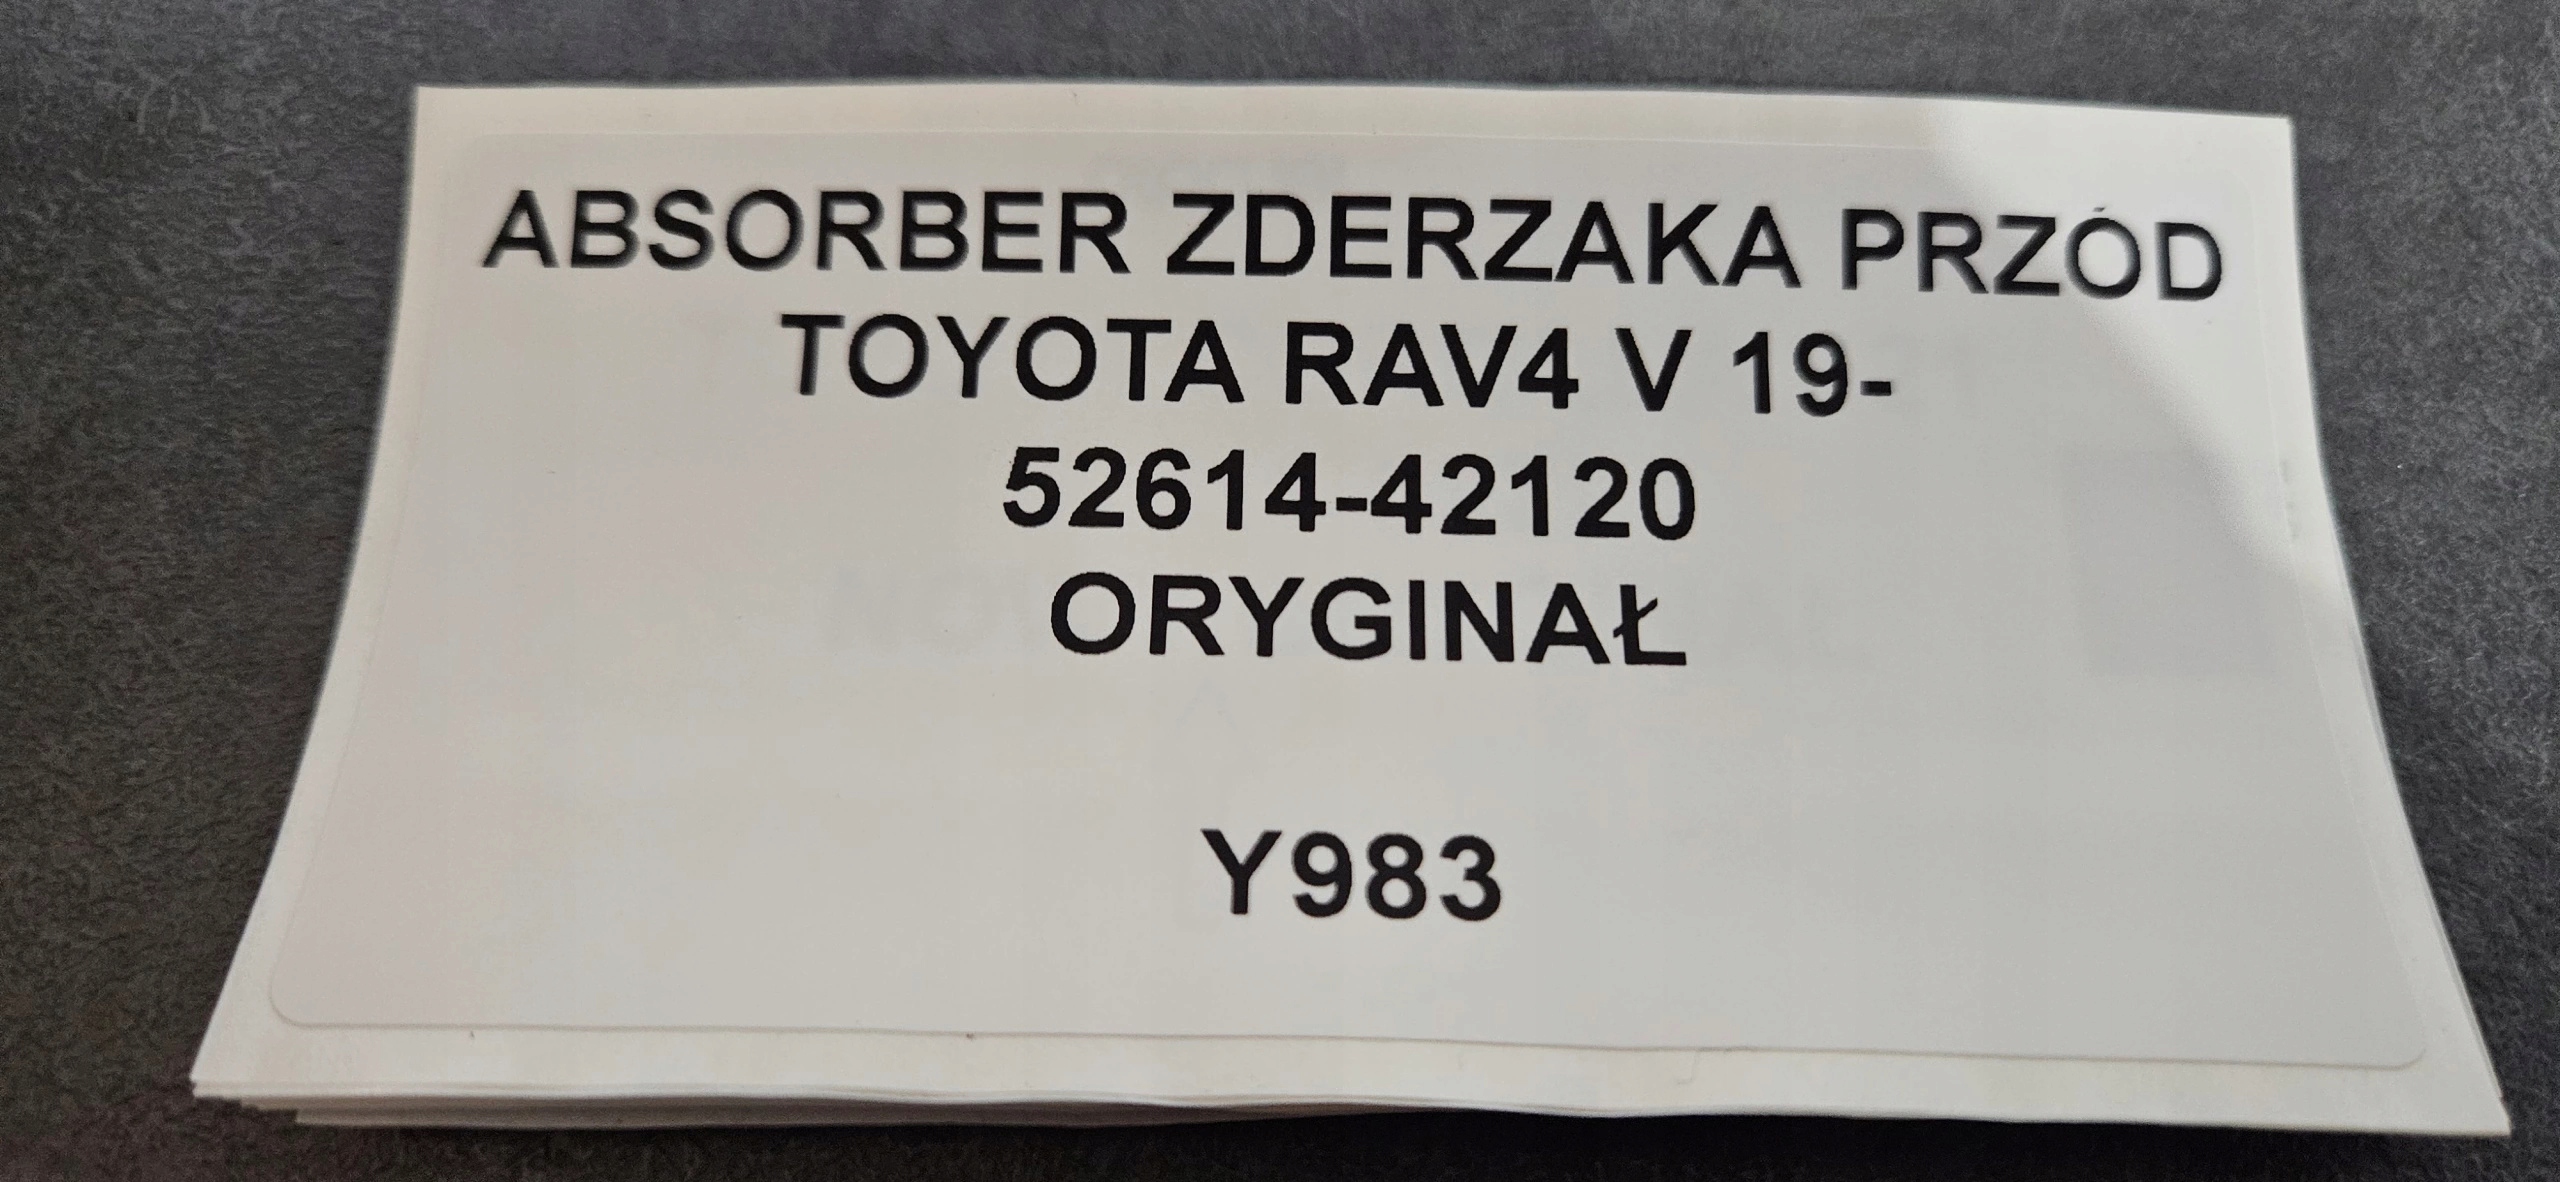 ABSORBER ZDERZAKA PRZÓD
TOYOTA RAV4 V 19-
52614-42120
ORYGINAŁ
Y983